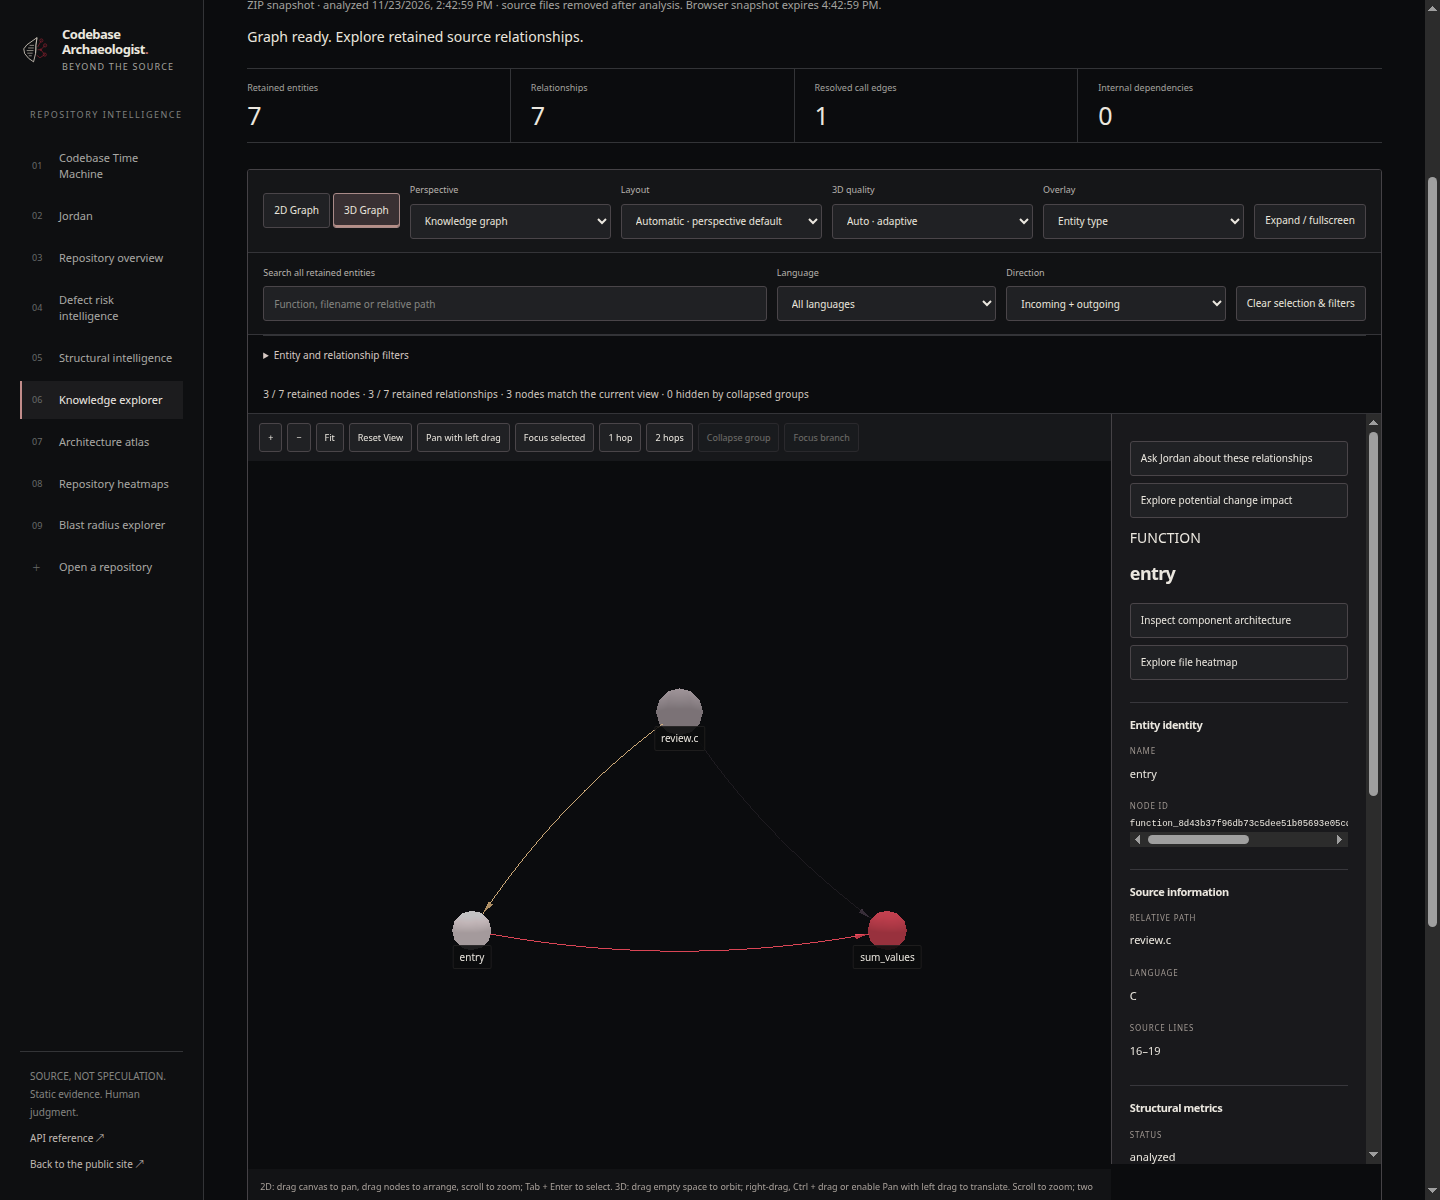 Codebase
Archaeologist.
BEYOND THE SOURCE
REPOSITORY INTELLIGENCE
01 Codebase Time
Machine
02 Jordan
03 Repository overview
04 Defect risk
intelligence
05 Structural intelligence
06 Knowledge explorer
07 Architecture atlas
08 Repository heatmaps
09 Blast radius explorer
+ Open a repository
SOURCE, NOT SPECULATION.
Static evidence. Human
judgment.
API reference ↗
Back to the public site ↗
ZIP snapshot · analyzed 11/23/2026, 2:42:59 PM · source files removed after analysis. Browser snapshot expires 4:42:59 PM.
Graph ready. Explore retained source relationships.
Retained entities
7
Relationships
7
Resolved call edges
1
Internal dependencies
0
2D Graph
3D Graph
Perspective
Knowledge graph
Layout
Automatic · perspective default
3D quality
Auto · adaptive
Overlay
Entity type
Expand / fullscreen
Search all retained entities
Function, filename or relative path
Language
All languages
Direction
Incoming + outgoing
Clear selection & filters
▶ Entity and relationship filters
3 / 7 retained nodes · 3 / 7 retained relationships · 3 nodes match the current view · 0 hidden by collapsed groups
+
−
Fit
Reset View
Pan with left drag
Focus selected
1 hop
2 hops
Collapse group
Focus branch
review.c
entry
sum_values
2D: drag canvas to pan, drag nodes to arrange, scroll to zoom; Tab + Enter to select. 3D: drag empty space to orbit; right-drag, Ctrl + drag or enable Pan with left drag to translate. Scroll to zoom; two
Ask Jordan about these relationships
Explore potential change impact
FUNCTION
entry
Inspect component architecture
Explore file heatmap
Entity identity
NAME
entry
NODE ID
function_8d43b37f96db73c5dee51b05693e05c
Source information
RELATIVE PATH
review.c
LANGUAGE
C
SOURCE LINES
16–19
Structural metrics
STATUS
analyzed